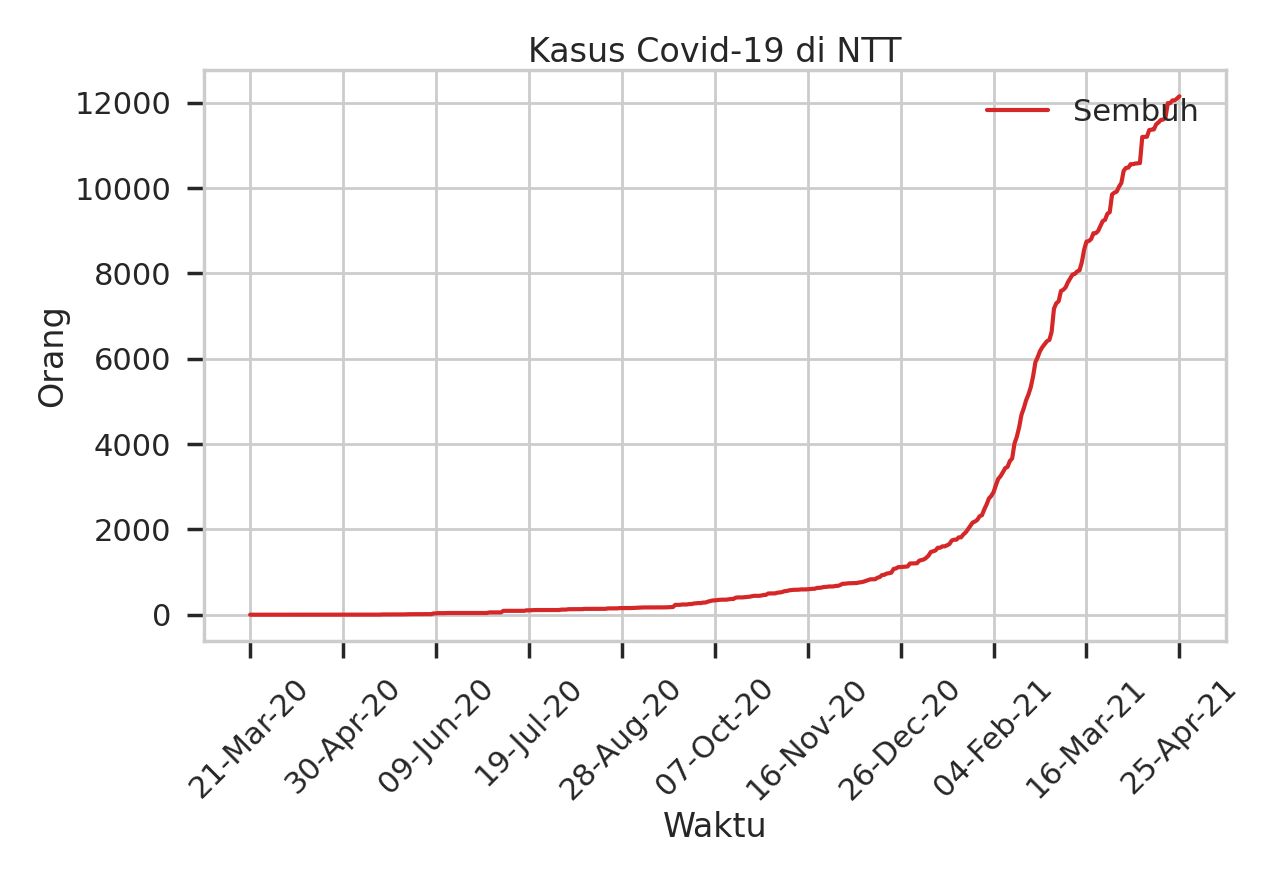 Kasus Covid-19 di NTT
Sembuh
12000
10000
8000
6000
4000
2000
0
Orang
21-Mar-20
30-Apr-20
09-Jun-20
19-Jul-20
28-Aug-20
07-Oct-20
16-Nov-20
26-Dec-20
04-Feb-21
16-Mar-21
25-Apr-21
Waktu